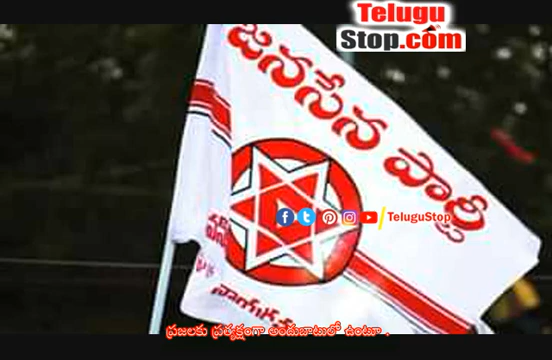 Telugu
Stop.com
జనసేన పార్టీ
TeluguStop
ప్రజలకు ప్రత్యక్షంగా అందుబాటులో ఉంటూ .